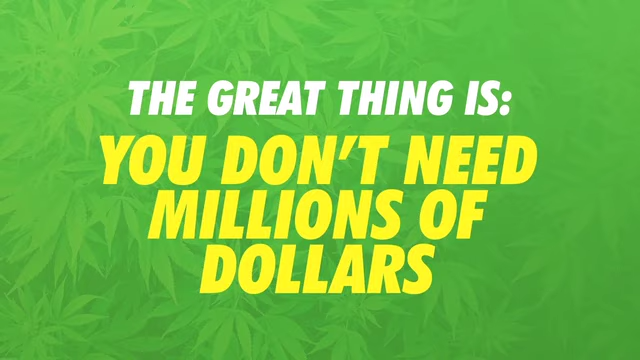 THE GREAT THING IS:
YOU DON'T NEED
MILLIONS OF
DOLLARS